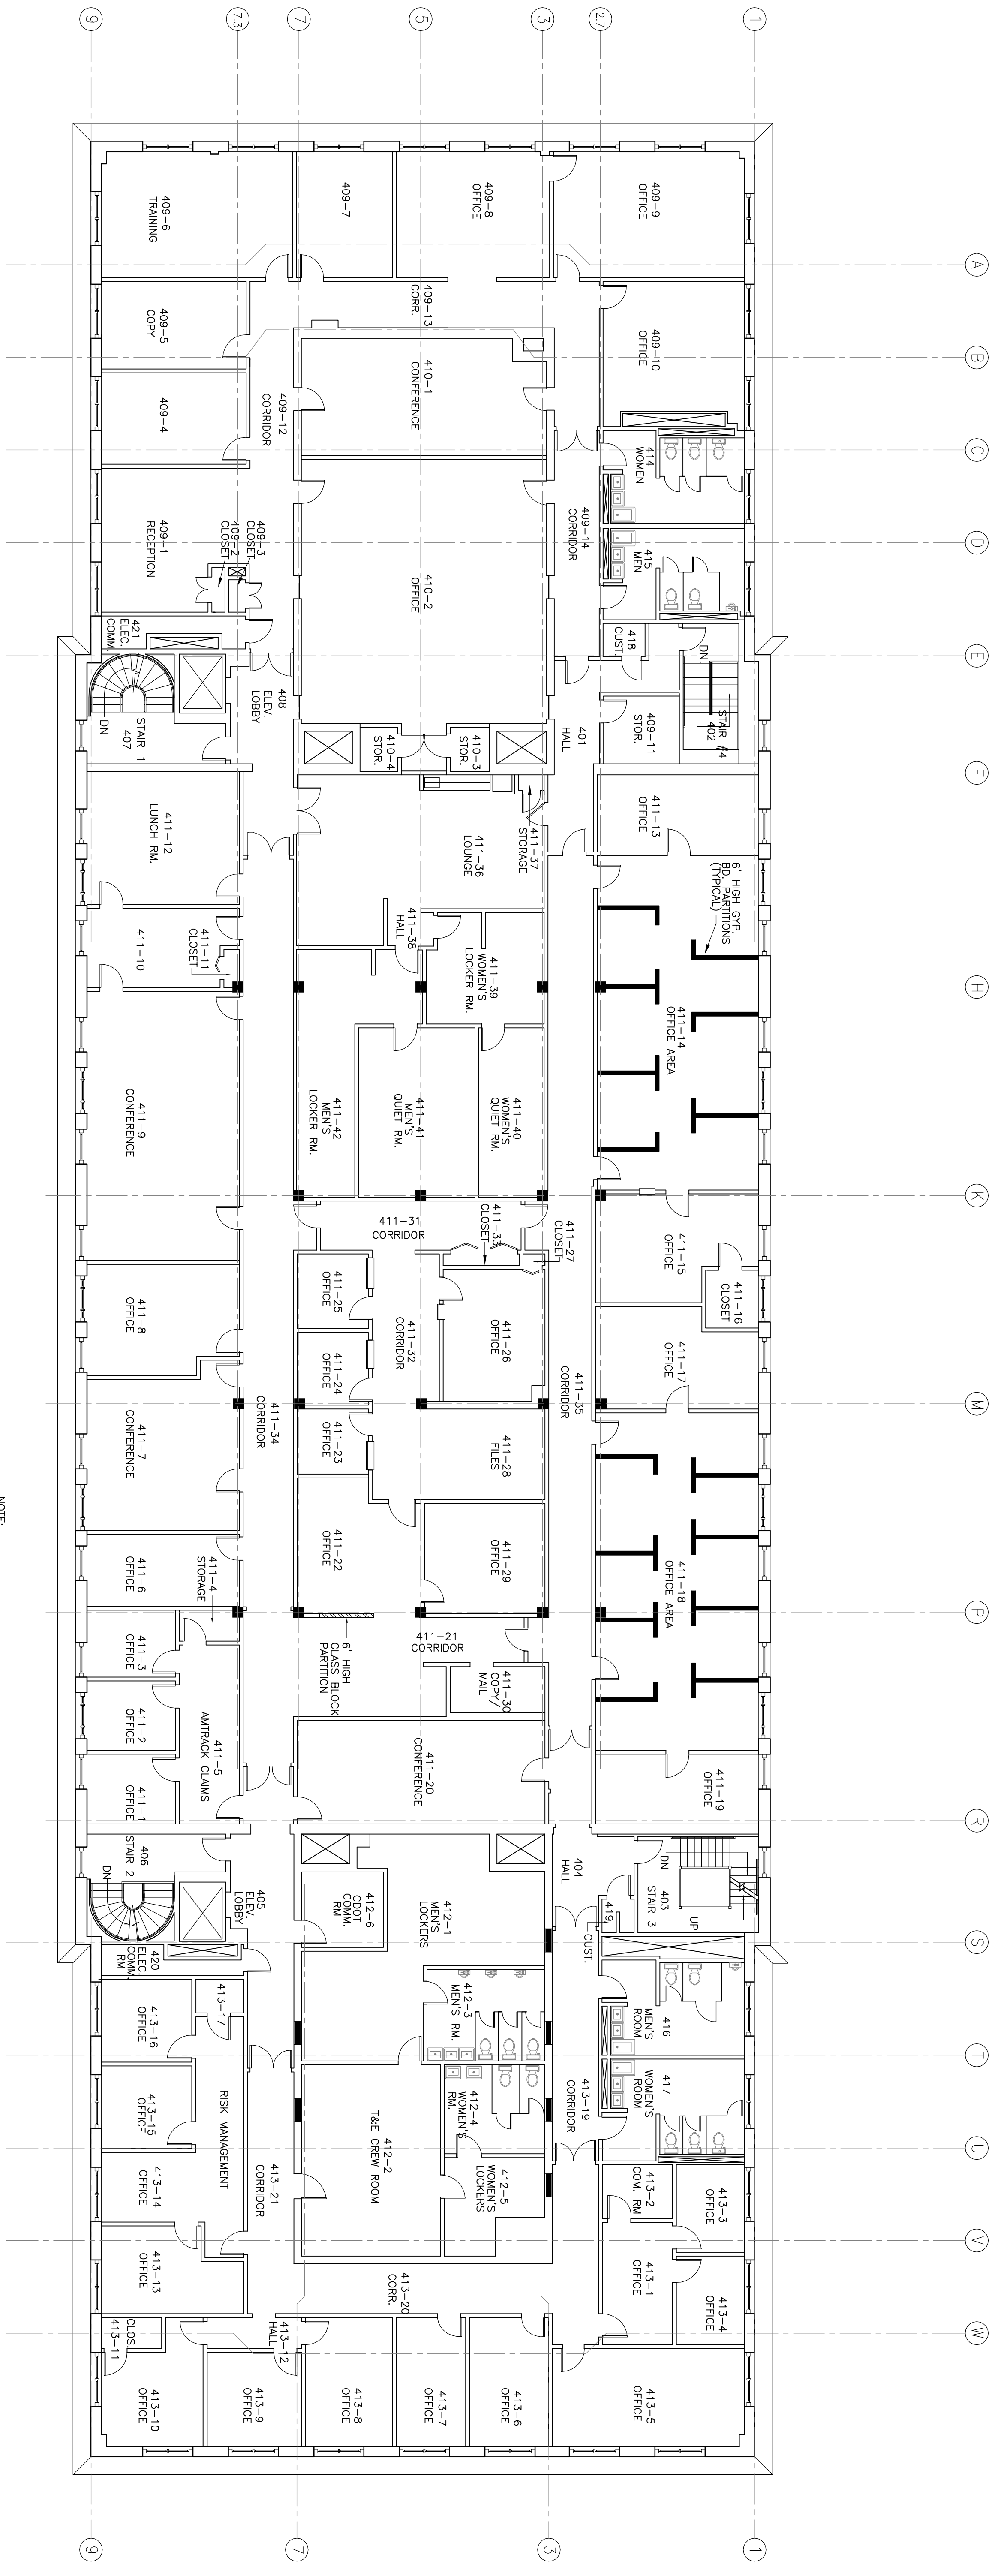 9
7.3
7
5
3
2.7
1
A
B
C
D
E
F
H
K
M
P
R
S
T
U
V
W
409-6
TRAINING
409-7
409-8
OFFICE
409-9
OFFICE
409-13
CORR.
409-5
COPY
409-4
409-12
CORRIDOR
410-1
CONFERENCE
409-10
OFFICE
414
WOMEN
409-1
RECEPTION
409-2
CLOSET
409-3
CLOSET
410-2
OFFICE
409-14
CORRIDOR
415
MEN
421
ELEC.
COMM.
408
ELEV.
LOBBY
418
CUST.
DN.
STAIR #4
402
STAIR 1
407
DN
410-4
STOR.
410-3
STOR.
401
HALL
409-11
STOR.
411-12
LUNCH RM.
411-36
LOUNGE
411-37
STORAGE
411-13
OFFICE
6' HIGH GYP.
BD. PARTITIONS
(TYPICAL)
411-10
411-11
CLOSET
411-38
HALL
411-39
WOMEN'S
LOCKER RM.
411-14
OFFICE AREA
411-9
CONFERENCE
411-42
MEN'S
LOCKER RM.
411-41
MEN'S
QUIET RM.
411-40
WOMEN'S
QUIET RM.
411-31
CORRIDOR
411-33
CLOSET
411-27
CLOSET
411-15
OFFICE
411-16
CLOSET
411-8
OFFICE
411-25
OFFICE
411-32
CORRIDOR
411-26
OFFICE
411-17
OFFICE
411-24
OFFICE
411-35
CORRIDOR
411-34
CORRIDOR
411-7
CONFERENCE
411-23
OFFICE
411-28
FILES
411-6
OFFICE
411-4
STORAGE
411-22
OFFICE
411-29
OFFICE
411-18
OFFICE AREA
NOTE:
411-3
OFFICE
411-21
CORRIDOR
6' HIGH
GLASS BLOCK
PARTITION
411-30
COPY/
MAIL
411-2
OFFICE
411-5
AMTRACK CLAIMS
411-1
OFFICE
411-20
CONFERENCE
411-19
OFFICE
406
STAIR 2
DN
405
ELEV.
LOBBY
412-6
CDOT
COMM.
RM
412-1
MEN'S
LOCKERS
404
HALL
DN
403
STAIR 3
UP
419
CUST.
420
ELEC.
COMM.
RM
413-17
413-16
OFFICE
412-3
MEN'S RM.
416
MEN'S
ROOM
417
WOMEN'S
ROOM
413-15
OFFICE
RISK MANAGEMENT
412-2
T&E CREW ROOM
412-4
WOMEN'S
RM.
413-19
CORRIDOR
413-14
OFFICE
413-21
CORRIDOR
412-5
WOMEN'S
LOCKERS
413-2
COM. RM
413-3
OFFICE
413-13
OFFICE
413-20
CORR.
413-1
OFFICE
413-4
OFFICE
CLOS.
413-11
413-12
HALL
413-10
OFFICE
413-9
OFFICE
413-8
OFFICE
413-7
OFFICE
413-6
OFFICE
413-5
OFFICE
9
7
3
1